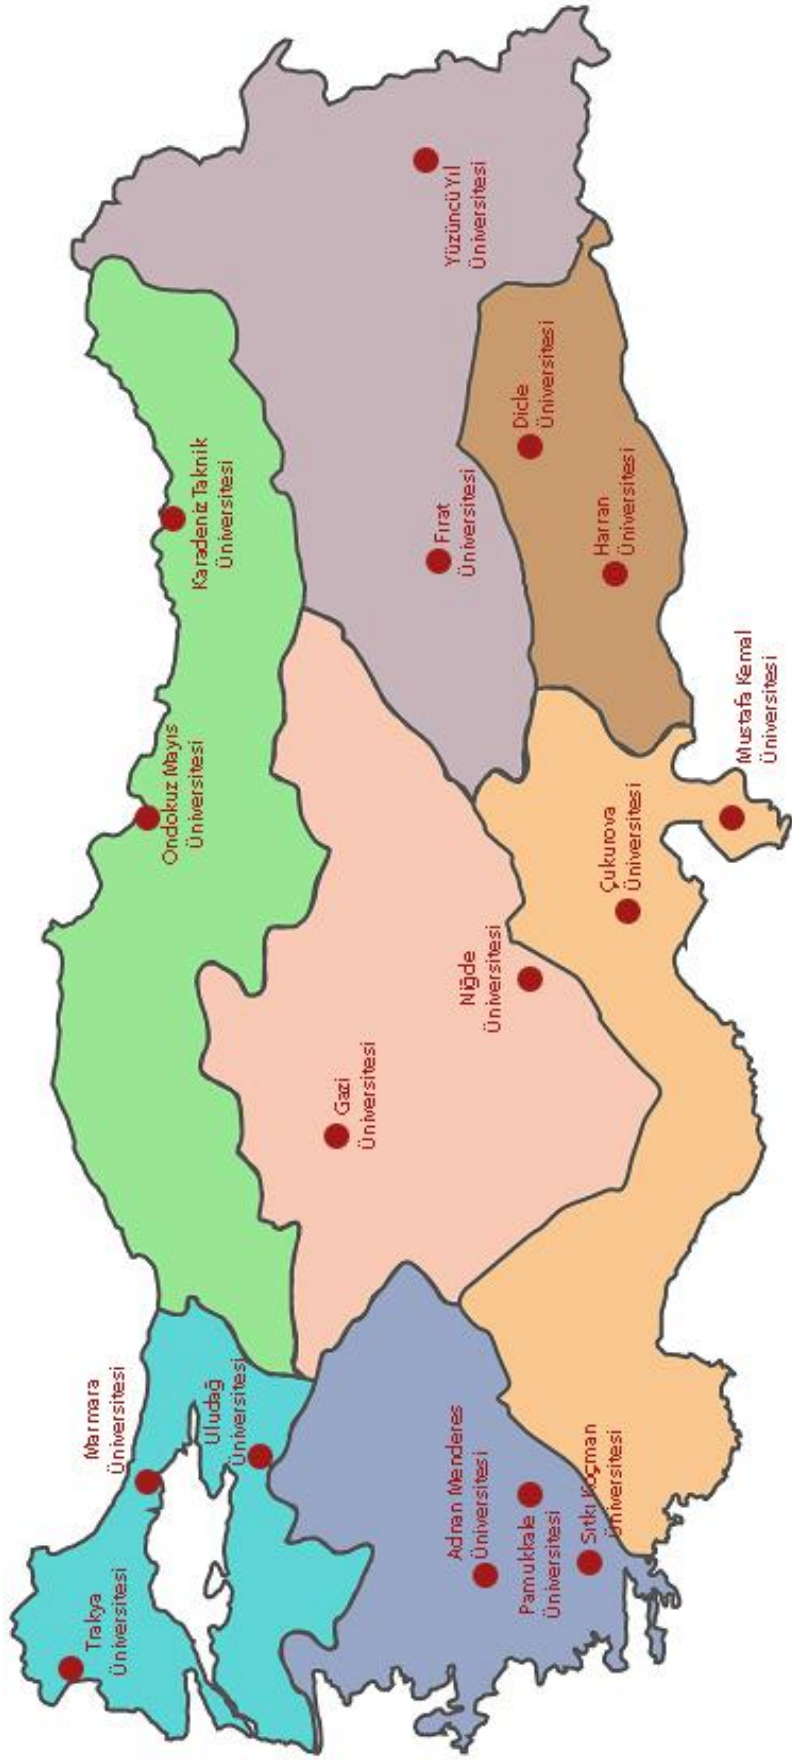 Trakya
Üniversitesi
Marmara
Üniversitesi
Uludağ
Üniversitesi
Adnan Menderes
Üniversitesi
Pamukkale
Üniversitesi
Sıtkı Koçman
Üniversitesi
Gazi
Üniversitesi
Niğde
Üniversitesi
Ondokuz Mayıs
Üniversitesi
Çukurova
Üniversitesi
Mustafa Kemal
Üniversitesi
Karadeniz Taknik
Üniversitesi
Fırat
Üniversitesi
Harran
Üniversitesi
Dicle
Üniversitesi
Yüzüncü Yıl
Üniversitesi